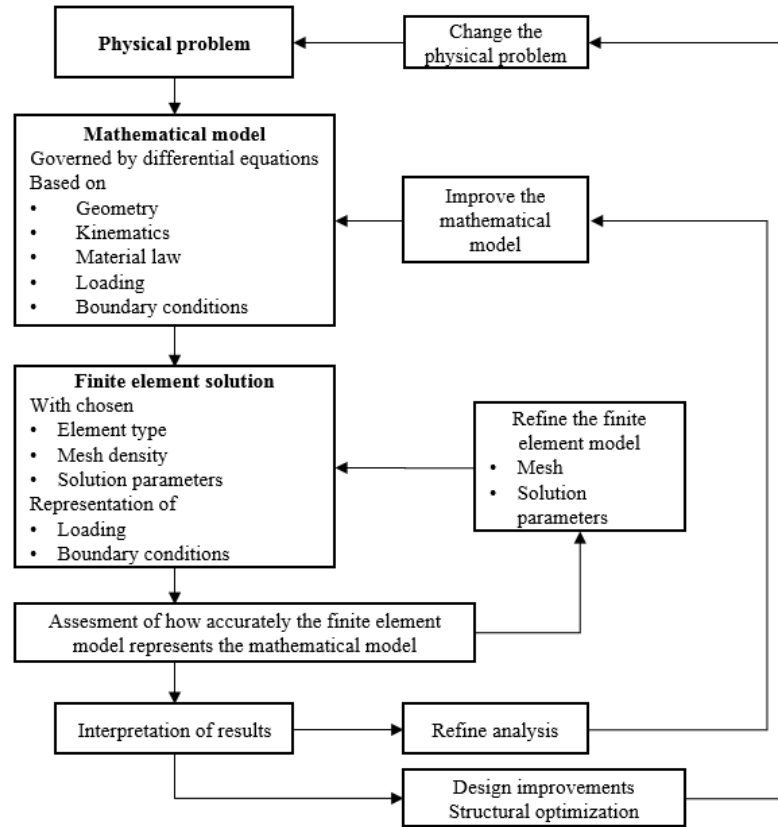 Physical problem
Change the
physical problem
Mathematical model
Governed by differential equations
Based on
• Geometry
• Kinematics
• Material law
• Loading
• Boundary conditions
Improve the
mathematical
model
Finite element solution
With chosen
• Element type
• Mesh density
• Solution parameters
Representation of
• Loading
• Boundary conditions
Refine the finite
element model
• Mesh
• Solution
parameters
Assesment of how accurately the finite element
model represents the mathematical model
Interpretation of results
Refine analysis
Design improvements
Structural optimization